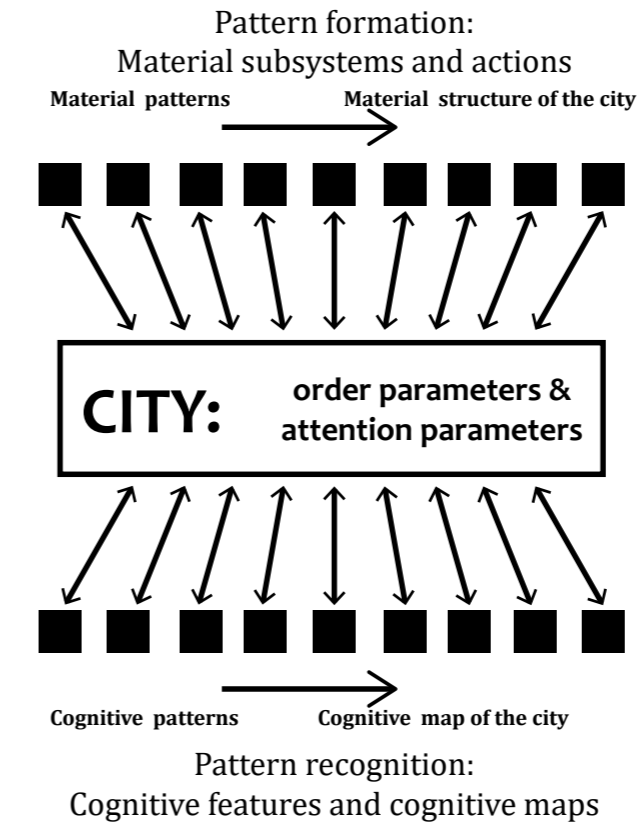 Pattern formation:
Material subsystems and actions
Material patterns
Material structure of the city
CITY:
order parameters &
attention parameters
Cognitive patterns
Cognitive map of the city
Pattern recognition:
Cognitive features and cognitive maps